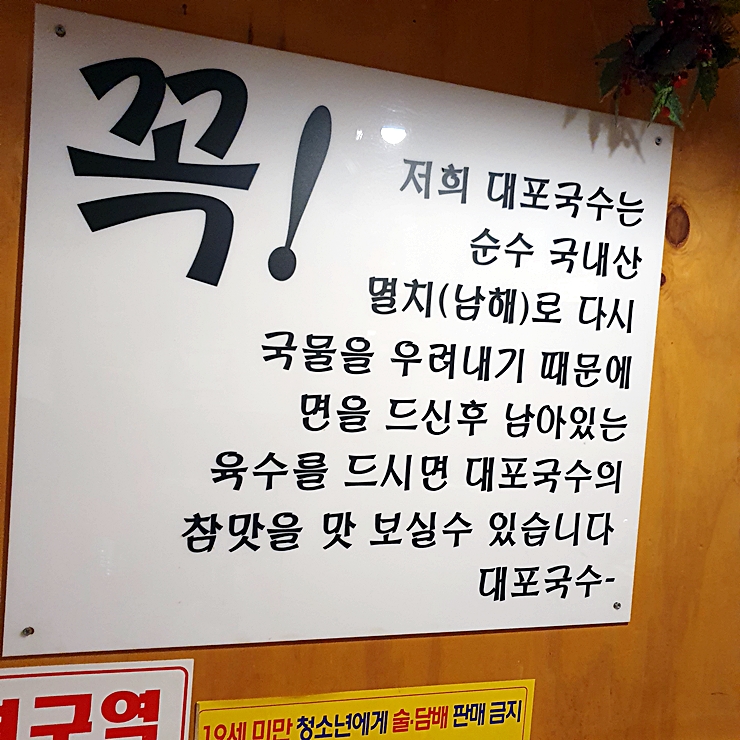 꼭!
저희 대포국수는
순수 국내산
멸치(남해)로 다시
국물을 우려내기 때문에
면을 드신후 남아있는
육수를 드시면 대포국수의
참맛을 맛 보실수 있습니다
대포국수-
구역
19세 미만 청소년에게 술·담배 판매 금지